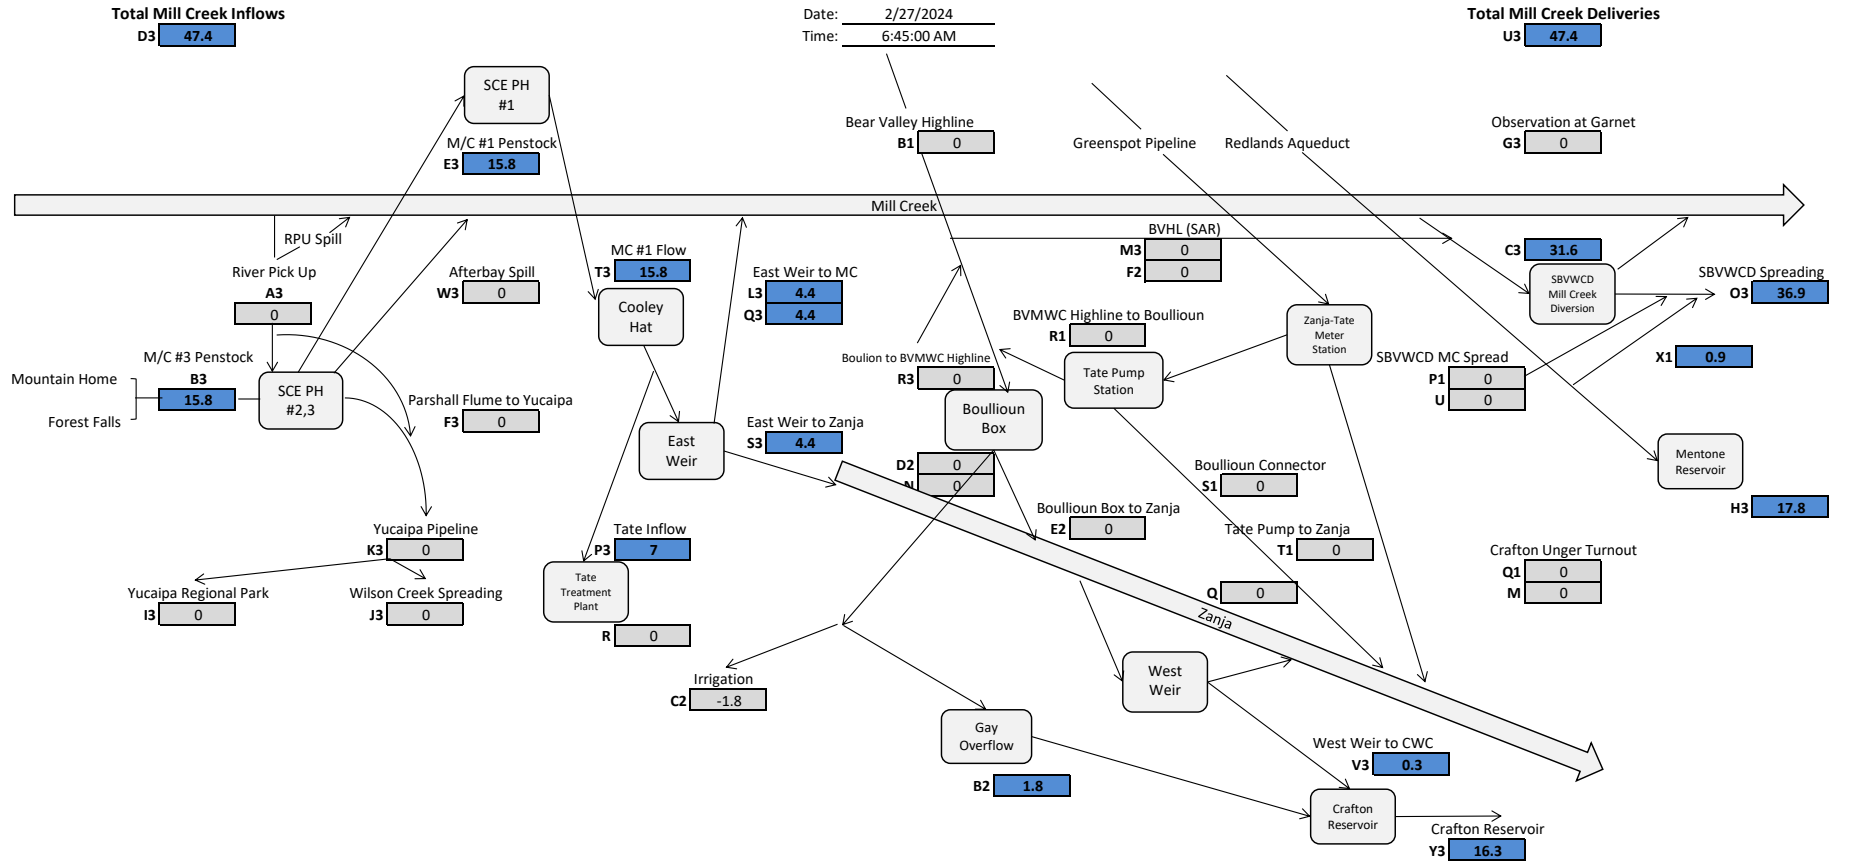 Total Mill Creek Inflows
D3 47.4
Date: 2/27/2024
Time: 6:45:00 AM
Total Mill Creek Deliveries
U3 47.4
SCE PH
#1
M/C #1 Penstock
E3 15.8
Bear Valley Highline
B1 0
Greenspot Pipeline
Redlands Aqueduct
Observation at Garnet
G3 0
Mill Creek
RPU Spill
River Pick Up
A3
0
Afterbay Spill
W3 0
MC #1 Flow
T3 15.8
Cooley
Hat
East Weir to MC
L3 4.4
Q3 4.4
BVHL (SAR)
M3 0
F2 0
C3 31.6
SBVWCD
Mill Creek
Diversion
SBVWCD Spreading
O3 36.9
BVMWC Highline to Boullioun
R1 0
Zanja-Tate
Meter
Station
M/C #3 Penstock
B3
15.8
Mountain Home
Forest Falls
SCE PH
#2,3
Boulion to BVMWC Highline
R3 0
Tate Pump
Station
SBVWCD MC Spread
P1 0
U 0
X1 0.9
Parshall Flume to Yucaipa
F3 0
East
Weir
East Weir to Zanja
S3 4.4
Boullioun
Box
D2 0
N 0
Boullioun Connector
S1 0
Mentone
Reservoir
H3 17.8
Yucaipa Pipeline
K3 0
Tate Inflow
P3 7
Boullioun Box to Zanja
E2 0
Tate Pump to Zanja
T1 0
Crafton Unger Turnout
Q1 0
M 0
Yucaipa Regional Park
I3 0
Wilson Creek Spreading
J3 0
Tate
Treatment
Plant
R 0
Q 0
Zanja
Irrigation
C2 -1.8
West
Weir
Gay
Overflow
B2 1.8
West Weir to CWC
V3 0.3
Crafton
Reservoir
Crafton Reservoir
Y3 16.3